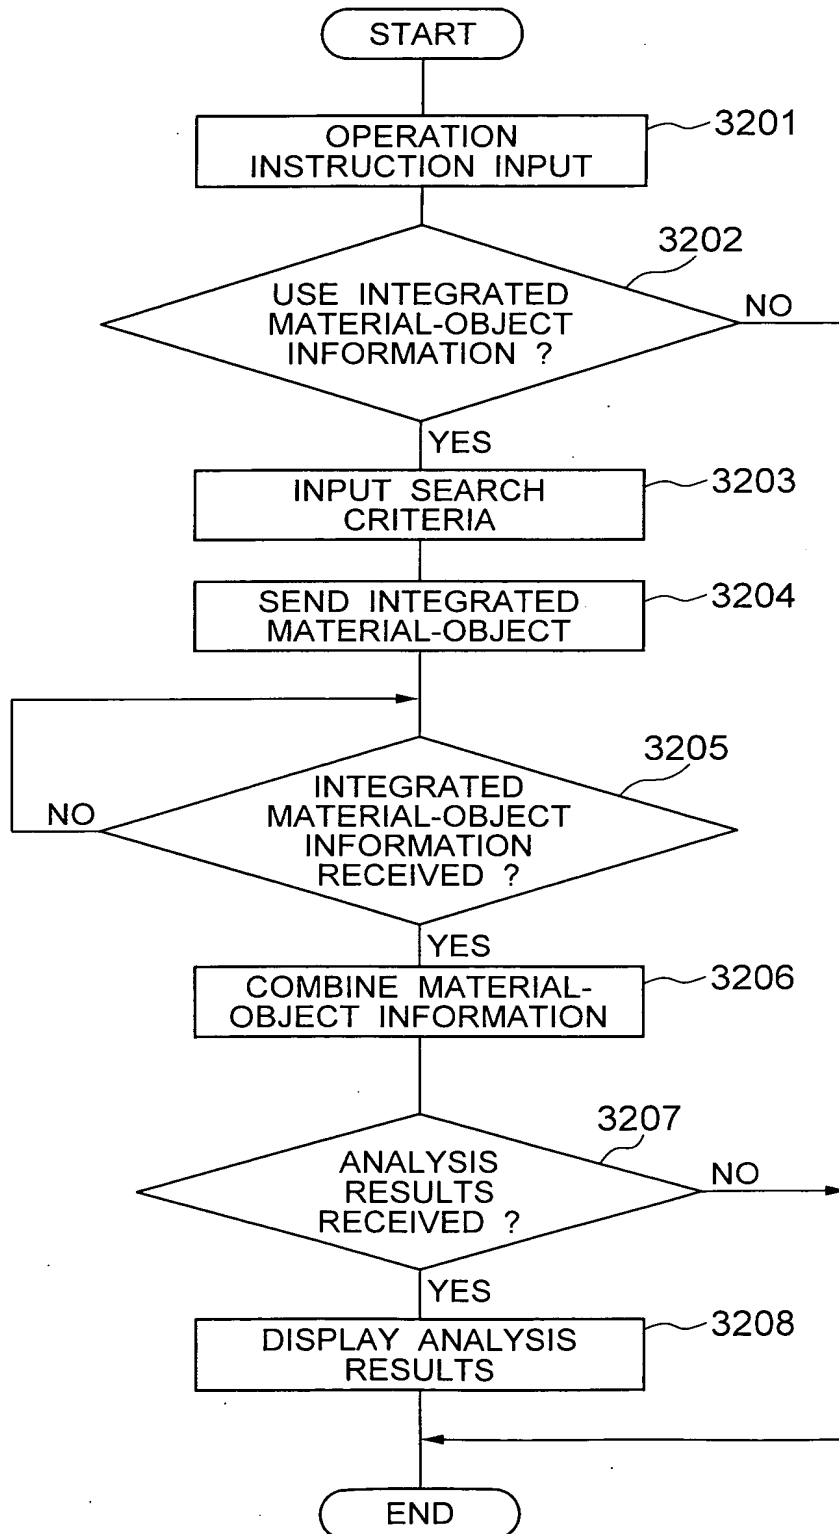 START
OPERATION
INSTRUCTION INPUT
3201
3202
USE INTEGRATED
MATERIAL-OBJECT
INFORMATION ?
NO
YES
INPUT SEARCH
CRITERIA
3203
SEND INTEGRATED
MATERIAL-OBJECT
3204
3205
INTEGRATED
MATERIAL-OBJECT
INFORMATION
RECEIVED ?
NO
YES
COMBINE MATERIAL-
OBJECT INFORMATION
3206
3207
ANALYSIS
RESULTS
RECEIVED ?
NO
YES
DISPLAY ANALYSIS
RESULTS
3208
END